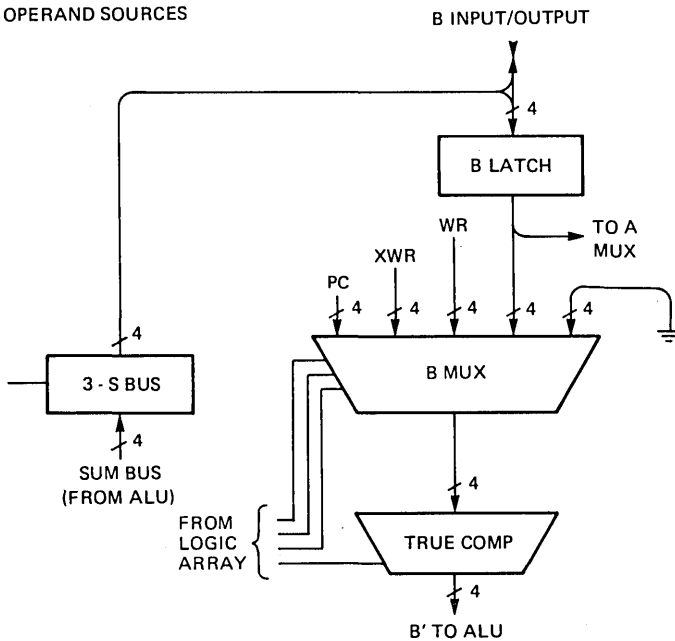 OPERAND SOURCES
B INPUT/OUTPUT
4
B LATCH
WR
TO A
MUX
XWR
PC
4
4
4
4
4
4
3 - S BUS
B MUX
4
SUM BUS
(FROM ALU)
4
FROM
LOGIC
ARRAY
TRUE COMP
4
B' TO ALU